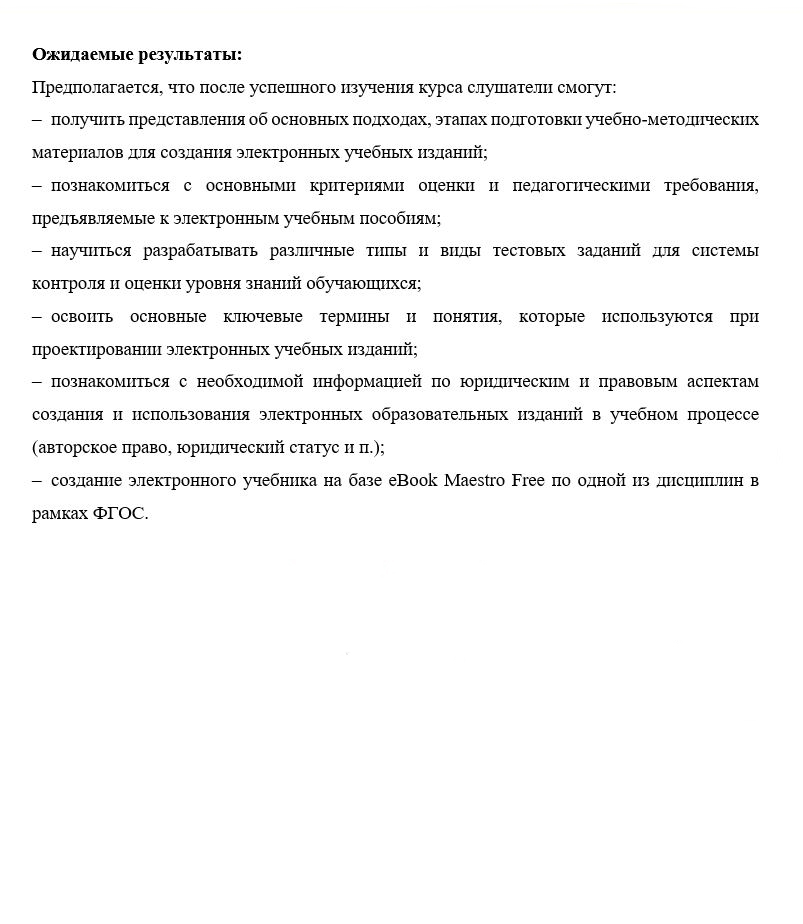 Ожидаемые результаты:
Предполагается, что после успешного изучения курса слушатели смогут:
– получить представления об основных подходах, этапах подготовки учебно-методических
материалов для создания электронных учебных изданий;
– познакомиться с основными критериями оценки и педагогическими требования,
предъявляемые к электронным учебным пособиям;
– научиться разрабатывать различные типы и виды тестовых заданий для системы
контроля и оценки уровня знаний обучающихся;
– освоить основные ключевые термины и понятия, которые используются при
проектировании электронных учебных изданий;
– познакомиться с необходимой информацией по юридическим и правовым аспектам
создания и использования электронных образовательных изданий в учебном процессе
(авторское право, юридический статус и п.);
– создание электронного учебника на базе eBook Maestro Free по одной из дисциплин в
рамках ФГОС.